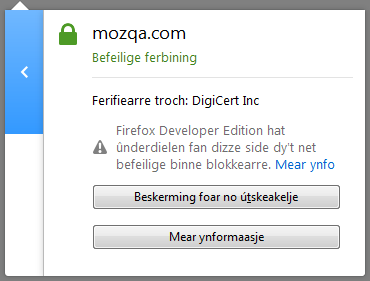 mozqa.com
Befeilige ferbining
Ferifiearre troch: DigiCert Inc
Firefox Developer Edition hat
ûnderdielen fan dizze side dy't net
befeilige binne blokkearre. Mear ynfo
Beskerming foar no útskeakelje
Mear ynformaasje